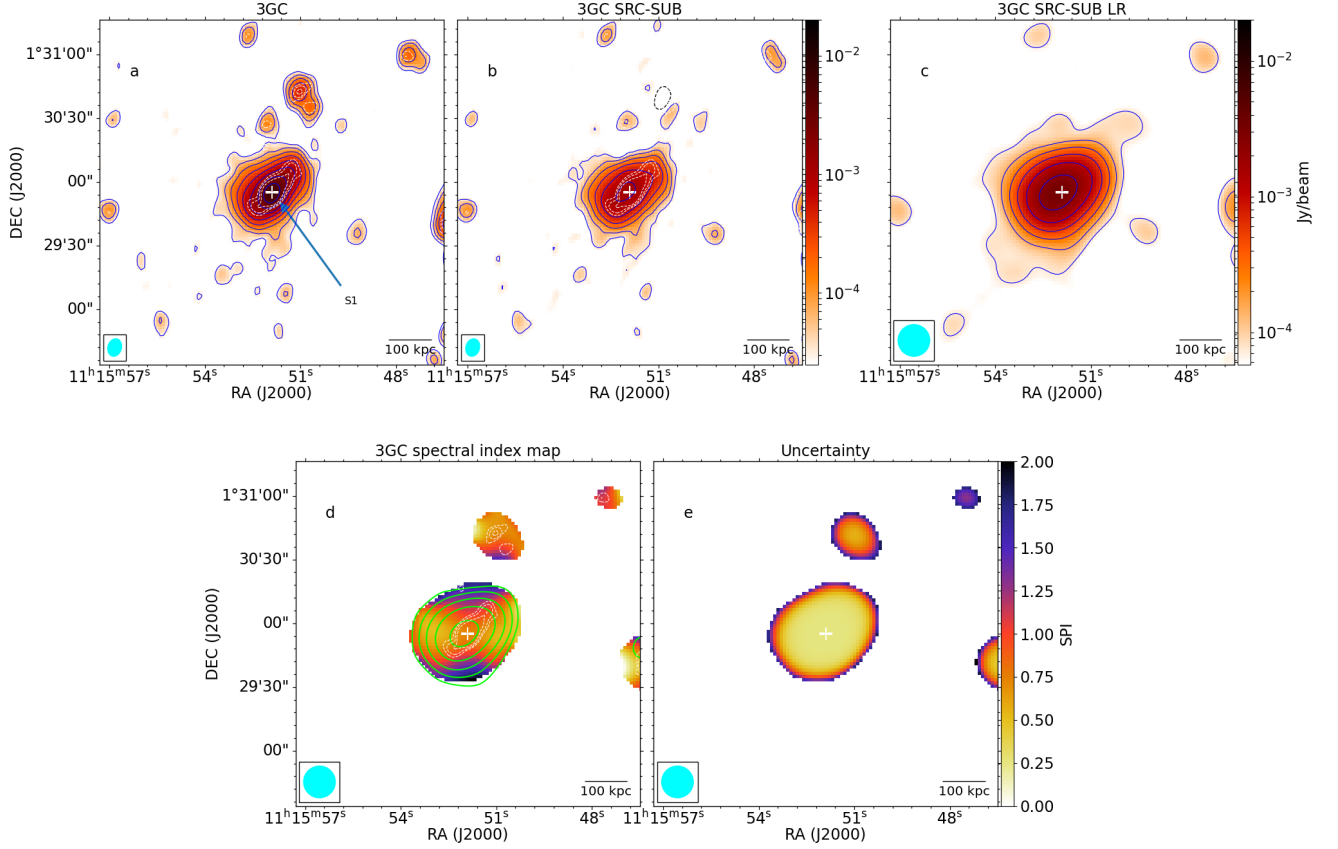 3GC
3GC SRC-SUB
3GC SRC-SUB LR
a
b
c
S1
1°31'00"
30'30"
00"
29'30"
00"
DEC (J2000)
100 kpc
100 kpc
100 kpc
11ʰ15ᵐ57ˢ
54ˢ
51ˢ
48ˢ
11ʰ15ᵐ57ˢ
54ˢ
51ˢ
48ˢ
11ʰ15ᵐ57ˢ
54ˢ
51ˢ
48ˢ
RA (J2000)
RA (J2000)
RA (J2000)
10⁻²
10⁻³
10⁻⁴
10⁻²
10⁻³
10⁻⁴
Jy/beam
3GC spectral index map
Uncertainty
d
e
1°31'00"
30'30"
00"
29'30"
00"
DEC (J2000)
100 kpc
100 kpc
11ʰ15ᵐ57ˢ
54ˢ
51ˢ
48ˢ
11ʰ15ᵐ57ˢ
54ˢ
51ˢ
48ˢ
RA (J2000)
RA (J2000)
2.00
1.75
1.50
1.25
1.00
0.75
0.50
0.25
0.00
SPI